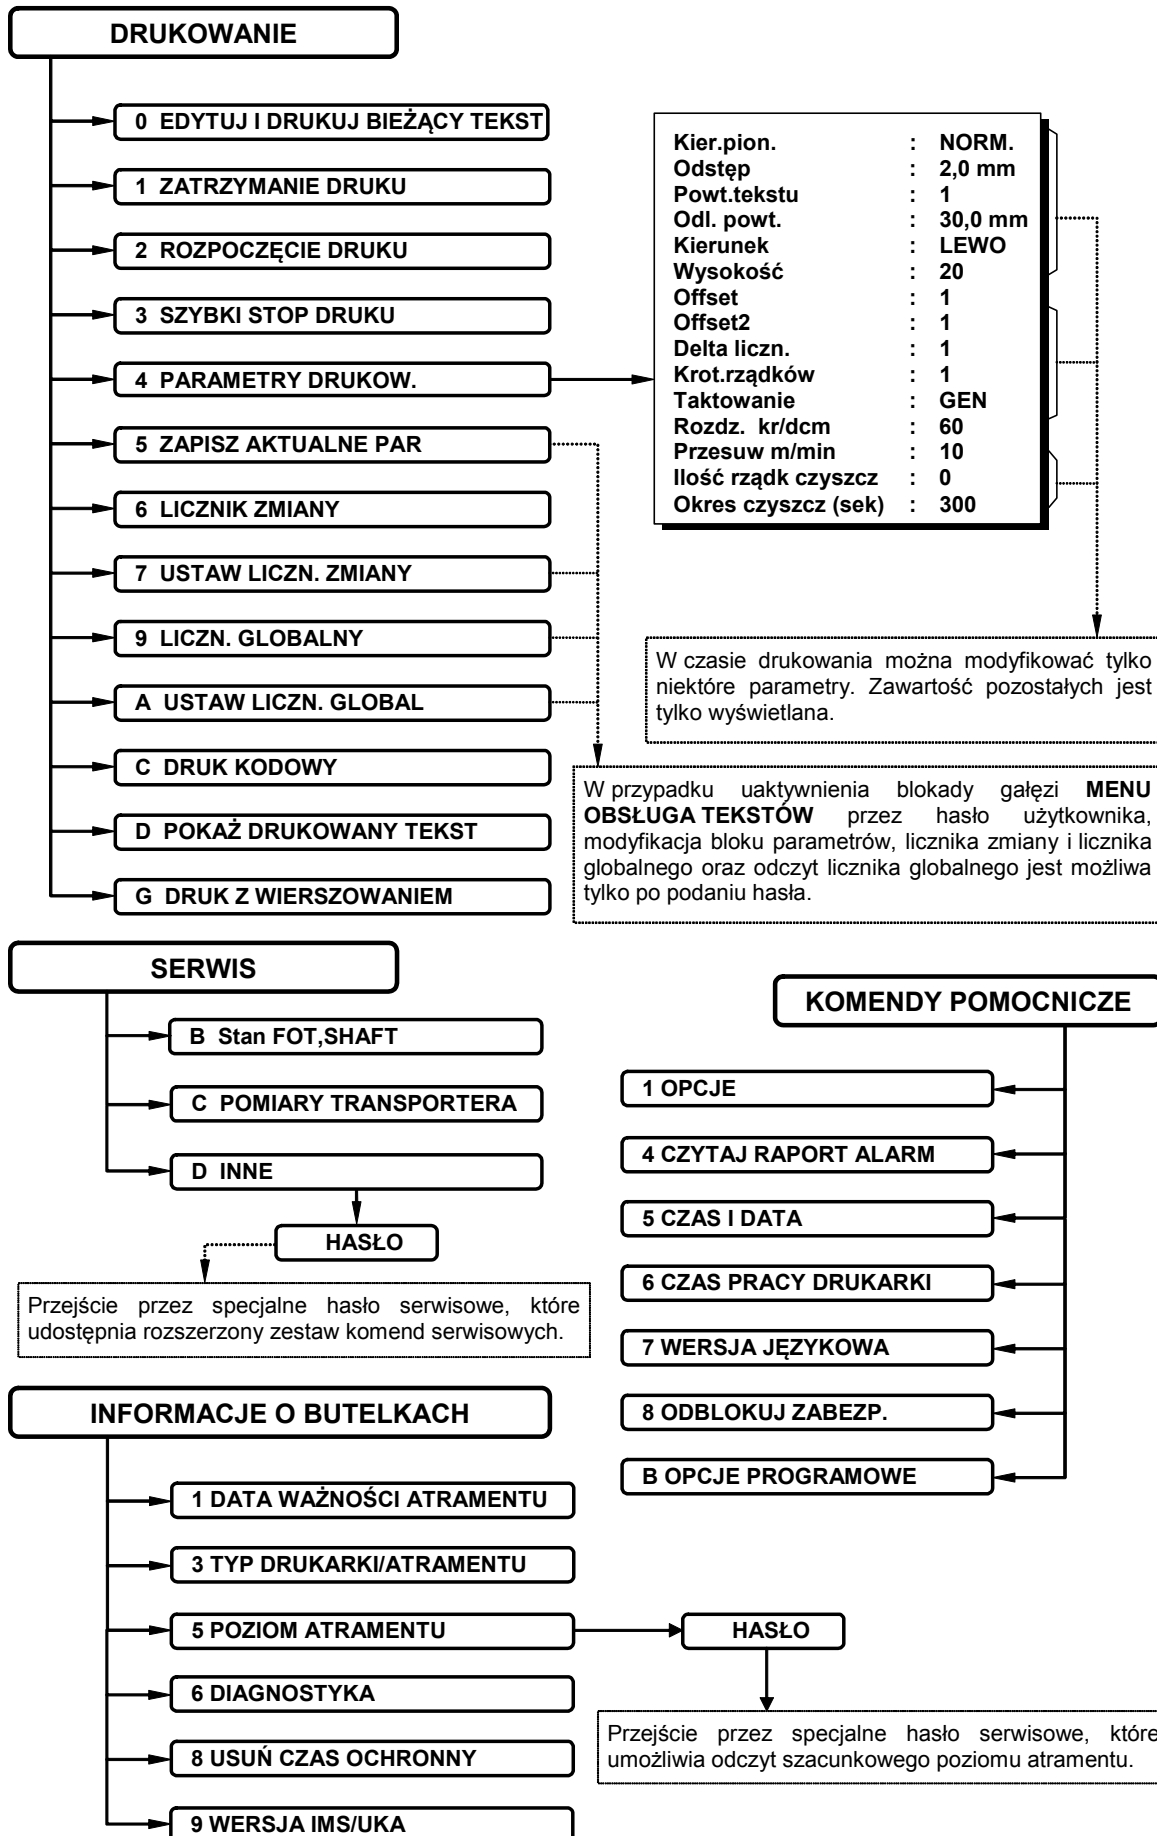 DRUKOWANIE
0 EDYTUJ I DRUKUJ BIEŻĄCY TEKST
1 ZATRZYMANIE DRUKU
2 ROZPOCZĘCIE DRUKU
3 SZYBKI STOP DRUKU
4 PARAMETRY DRUKOW.
5 ZAPISZ AKTUALNE PAR
6 LICZNIK ZMIANY
7 USTAW LICZN. ZMIANY
9 LICZN. GLOBALNY
A USTAW LICZN. GLOBAL
C DRUK KODOWY
D POKAŻ DRUKOWANY TEKST
G DRUK Z WIERSZOWANIEM
Kier.pion. : NORM.
Odstęp : 2,0 mm
Powt.tekstu : 1
Odl. powt. : 30,0 mm
Kierunek : LEWO
Wysokość : 20
Offset : 1
Offset2 : 1
Delta liczn. : 1
Krot.rządków : 1
Taktowanie : GEN
Rozdz. kr/dcm : 60
Przesuw m/min : 10
Ilość rządk czyszcz : 0
Okres czyszcz (sek) : 300
W czasie drukowania można modyfikować tylko
niektóre parametry. Zawartość pozostałych jest
tylko wyświetlana.
W przypadku uaktywnienia blokady gałęzi MENU
OBSŁUGA TEKSTÓW przez hasło użytkownika,
modyfikacja bloku parametrów, licznika zmiany i licznika
globalnego oraz odczyt licznika globalnego jest możliwa
tylko po podaniu hasła.
SERWIS
B Stan FOT,SHAFT
C POMIARY TRANSPORTERA
D INNE
HASŁO
Przejście przez specjalne hasło serwisowe, które
udostępnia rozszerzony zestaw komend serwisowych.
KOMENDY POMOCNICZE
1 OPCJE
4 CZYTAJ RAPORT ALARM
5 CZAS I DATA
6 CZAS PRACY DRUKARKI
7 WERSJA JĘZYKOWA
8 ODBLOKUJ ZABEZP.
B OPCJE PROGRAMOWE
INFORMACJE O BUTELKACH
1 DATA WAŻNOŚCI ATRAMENTU
3 TYP DRUKARKI/ATRAMENTU
5 POZIOM ATRAMENTU
6 DIAGNOSTYKA
8 USUŃ CZAS OCHRONNY
9 WERSJA IMS/UKA
HASŁO
Przejście przez specjalne hasło serwisowe, które
umożliwia odczyt szacunkowego poziomu atramentu.